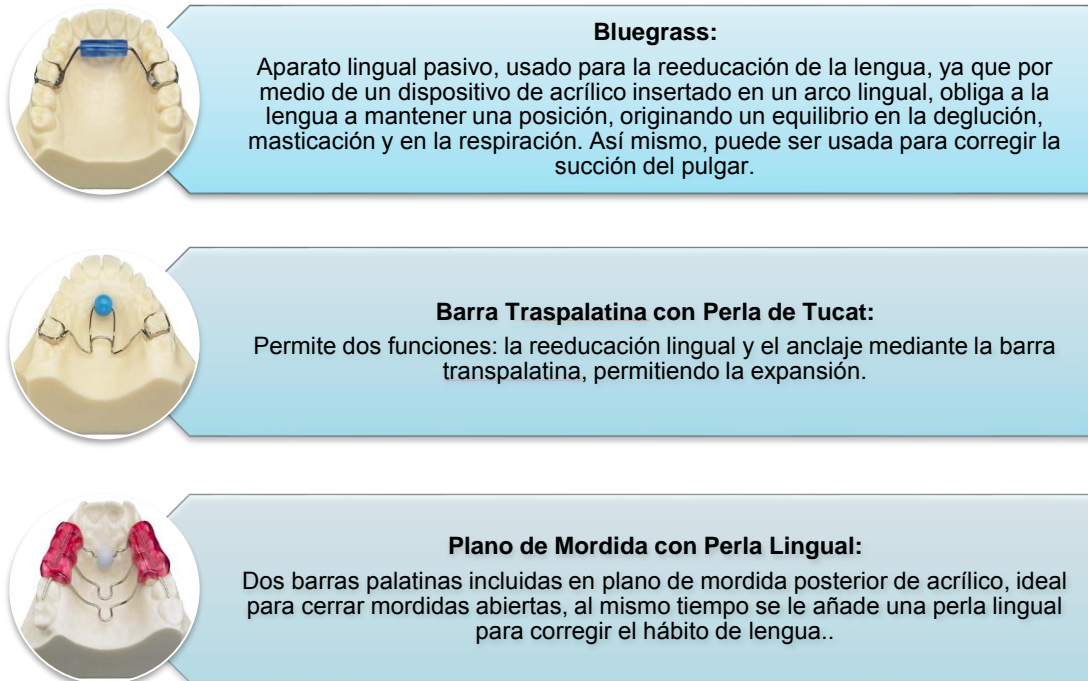 Bluegrass:
Aparato lingual pasivo, usado para la reeducación de la lengua, ya que por
medio de un dispositivo de acrílico insertado en un arco lingual, obliga a la
lengua a mantener una posición, originando un equilibrio en la deglución,
masticación y en la respiración. Así mismo, puede ser usada para corregir la
succión del pulgar.
Barra Traspalatina con Perla de Tucat:
Permite dos funciones: la reeducación lingual y el anclaje mediante la barra
transpalatina, permitiendo la expansión.
Plano de Mordida con Perla Lingual:
Dos barras palatinas incluidas en plano de mordida posterior de acrílico, ideal
para cerrar mordidas abiertas, al mismo tiempo se le añade una perla lingual
para corregir el hábito de lengua..